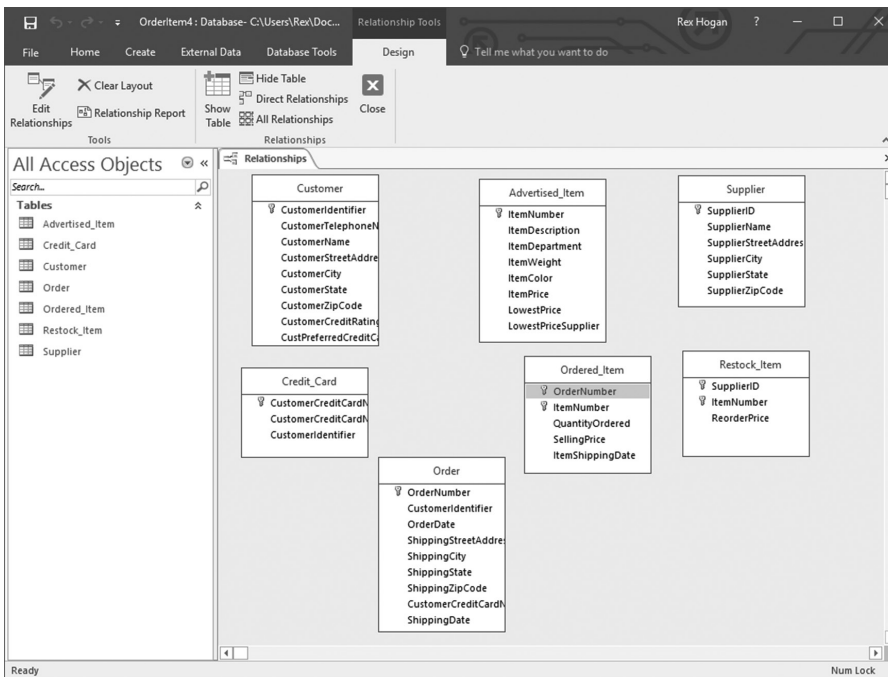 OrderItem4 : Database- C:\Users\Rex\Doc...
Relationship Tools
Rex Hogan
?
File
Home
Create
External Data
Database Tools
Design
Tell me what you want to do
Edit
Relationships
Clear Layout
Relationship Report
Tools
Show
Table
Hide Table
Direct Relationships
All Relationships
Relationships
Close
All Access Objects
Search...
Tables
Advertised_Item
Credit_Card
Customer
Order
Ordered_Item
Restock_Item
Supplier
Relationships
Customer
CustomerIdentifier
CustomerTelephoneN
CustomerName
CustomerStreetAddre
CustomerCity
CustomerState
CustomerZipCode
CustomerCreditRating
CustPreferredCreditCa
Advertised_Item
ItemNumber
ItemDescription
ItemDepartment
ItemWeight
ItemColor
ItemPrice
LowestPrice
LowestPriceSupplier
Supplier
SupplierID
SupplierName
SupplierStreetAddres
SupplierCity
SupplierState
SupplierZipCode
Credit_Card
CustomerCreditCardN
CustomerCreditCardN
CustomerIdentifier
Ordered_Item
OrderNumber
ItemNumber
QuantityOrdered
SellingPrice
ItemShippingDate
Restock_Item
SupplierID
ItemNumber
ReorderPrice
Order
OrderNumber
CustomerIdentifier
OrderDate
ShippingStreetAddres
ShippingCity
ShippingState
ShippingZipCode
CustomerCreditCardN
ShippingDate
Ready
Num Lock